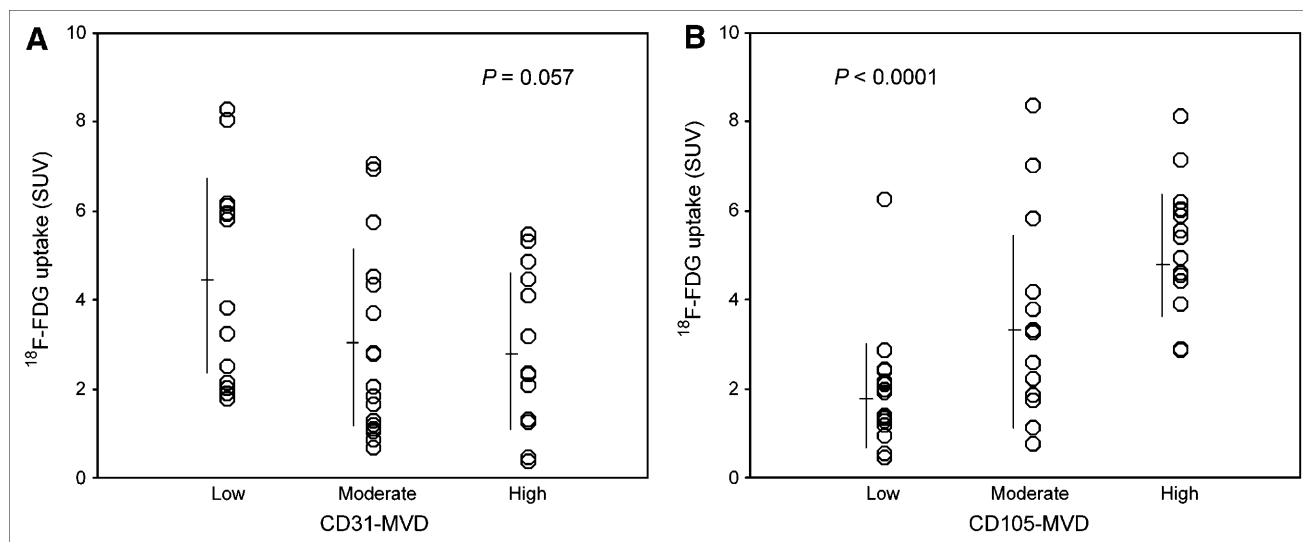 A
P = 0.057
10
8
6
4
2
0
18F-FDG uptake (SUV)
Low Moderate High
CD31-MVD
B
P < 0.0001
10
8
6
4
2
0
18F-FDG uptake (SUV)
Low Moderate High
CD105-MVD